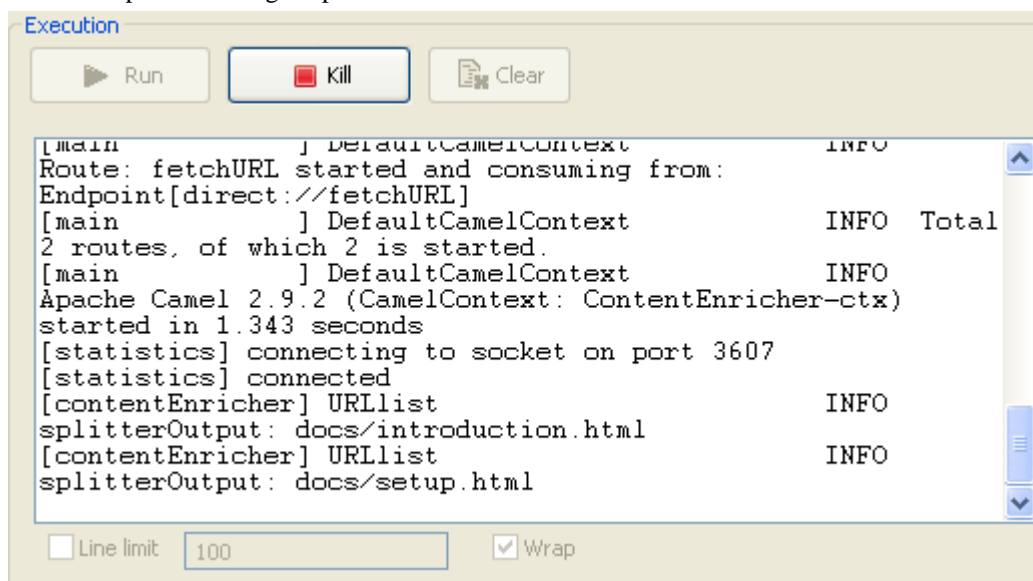 Execution
Run Kill Clear
[main ] DefaultCamelContext INFO
Route: fetchURL started and consuming from:
Endpoint[direct://fetchURL]
[main ] DefaultCamelContext INFO Total
2 routes, of which 2 is started.
[main ] DefaultCamelContext INFO
Apache Camel 2.9.2 (CamelContext: ContentEnricher-ctx)
started in 1.343 seconds
[statistics] connecting to socket on port 3607
[statistics] connected
[contentEnricher] URLlist INFO
splitterOutput: docs/introduction.html
[contentEnricher] URLlist INFO
splitterOutput: docs/setup.html
Line limit 100 Wrap